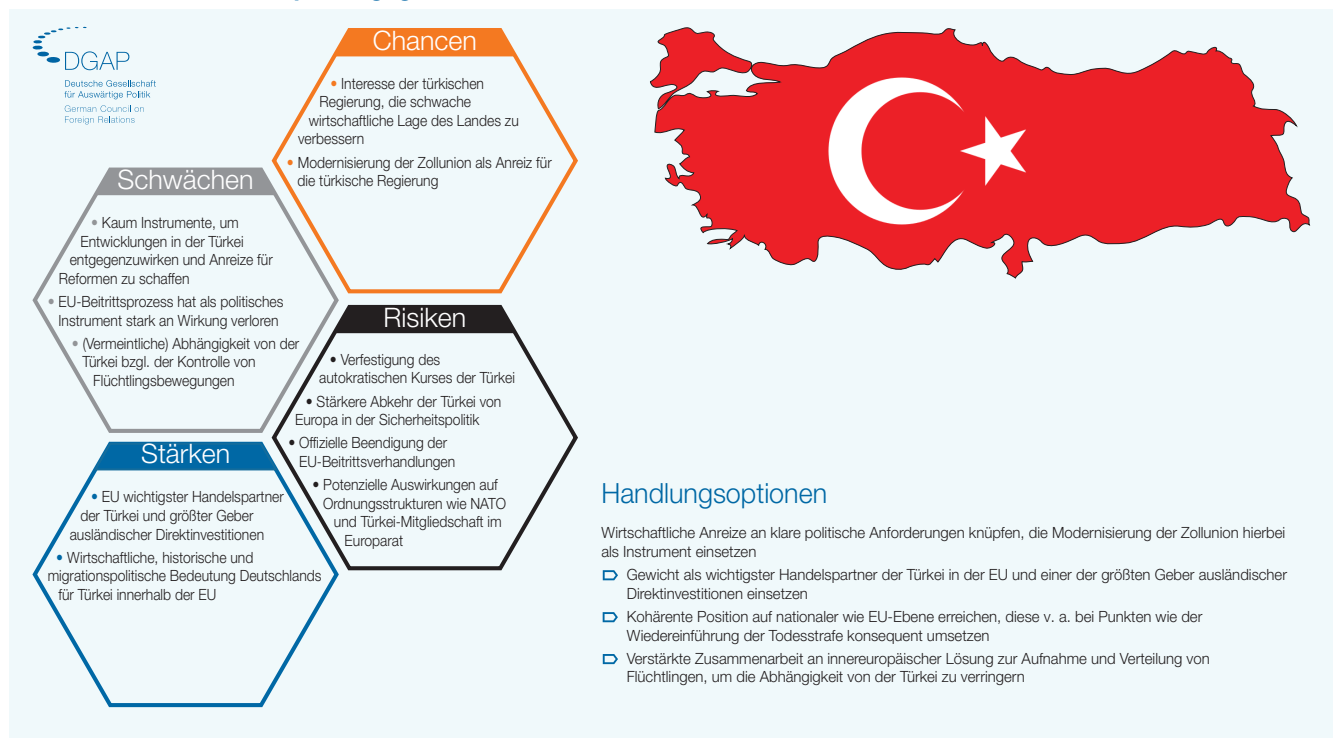 DGAP
Deutsche Gesellschaft
für Auswärtige Politik
German Council on
Foreign Relations
Chancen
• Interesse der türkischen
Regierung, die schwache
wirtschaftliche Lage des Landes zu
verbessern
• Modernisierung der Zollunion als Anreiz für
die türkische Regierung
Schwächen
• Kaum Instrumente, um
Entwicklungen in der Türkei
entgegenzuwirken und Anreize für
Reformen zu schaffen
• EU-Beitrittsprozess hat als politisches
Instrument stark an Wirkung verloren
• (Vermeintliche) Abhängigkeit von der
Türkei bzgl. der Kontrolle von
Flüchtlingsbewegungen
Risiken
• Verfestigung des
autokratischen Kurses der Türkei
• Stärkere Abkehr der Türkei von
Europa in der Sicherheitspolitik
• Offizielle Beendigung der
EU-Beitrittsverhandlungen
• Potenzielle Auswirkungen auf
Ordnungsstrukturen wie NATO
und Türkei-Mitgliedschaft im
Europarat
Stärken
• EU wichtigster Handelspartner
der Türkei und größter Geber
ausländischer Direktinvestitionen
• Wirtschaftliche, historische und
migrationspolitische Bedeutung Deutschlands
für Türkei innerhalb der EU
Handlungsoptionen
Wirtschaftliche Anreize an klare politische Anforderungen knüpfen, die Modernisierung der Zollunion hierbei
als Instrument einsetzen
Gewicht als wichtigster Handelspartner der Türkei in der EU und einer der größten Geber ausländischer
Direktinvestitionen einsetzen
Kohärente Position auf nationaler wie EU-Ebene erreichen, diese v. a. bei Punkten wie der
Wiedereinführung der Todesstrafe konsequent umsetzen
Verstärkte Zusammenarbeit an innereuropäischer Lösung zur Aufnahme und Verteilung von
Flüchtlingen, um die Abhängigkeit von der Türkei zu verringern